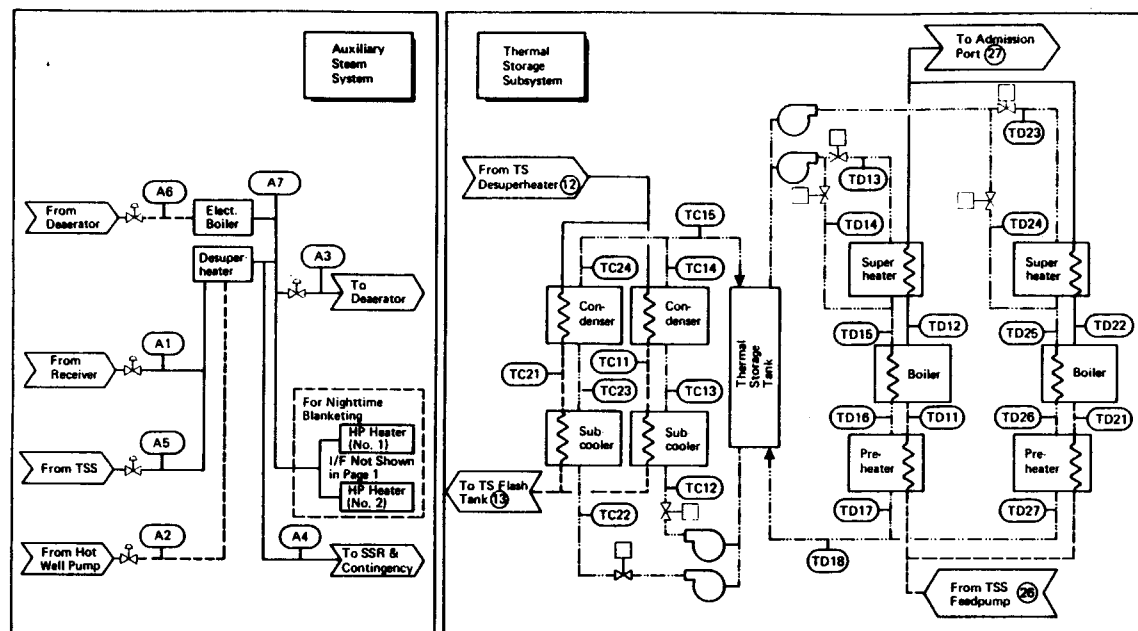 Auxiliary
Steam
System
A6
A7
From
Deaerator
Elect.
Boiler
Desuper-
heater
A3
To
Deaerator
A1
From
Receiver
A5
From TSS
For Nighttime
Blanketing
HP Heater
(No. 1)
I/F Not Shown
in Page 1
HP Heater
(No. 2)
A2
From Hot
Well Pump
A4
To SSR &
Contingency
Thermal
Storage
Subsystem
To Admission
Port 27
From TS
Desuperheater 12
TC15
TC24
TC14
Con-
denser
Con-
denser
TC21
TC11
TC23
TC13
Sub-
cooler
Sub-
cooler
To TS Flash
Tank 13
TC12
TC22
Thermal
Storage
Tank
TD23
TD13
TD14
TD24
Super
heater
Super
heater
TD15
TD12
TD25
TD22
Boiler
Boiler
TD16
TD11
TD26
TD21
Pre-
heater
Pre-
heater
TD17
TD27
TD18
From TSS
Feedpump 26